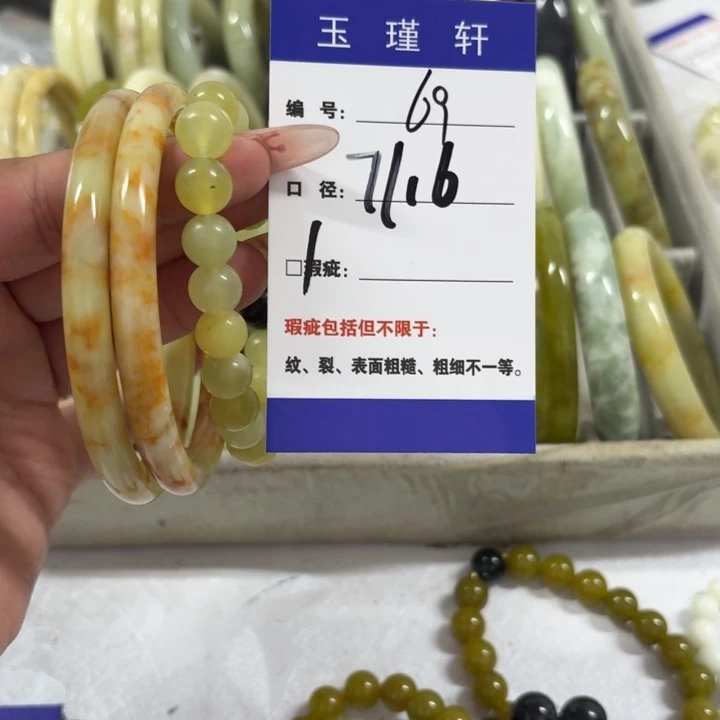 玉瑾轩
编号: 69
口径: 71.6
□瑕疵:
瑕疵包括但不限于:
纹、裂、表面粗糙、粗细不一等。